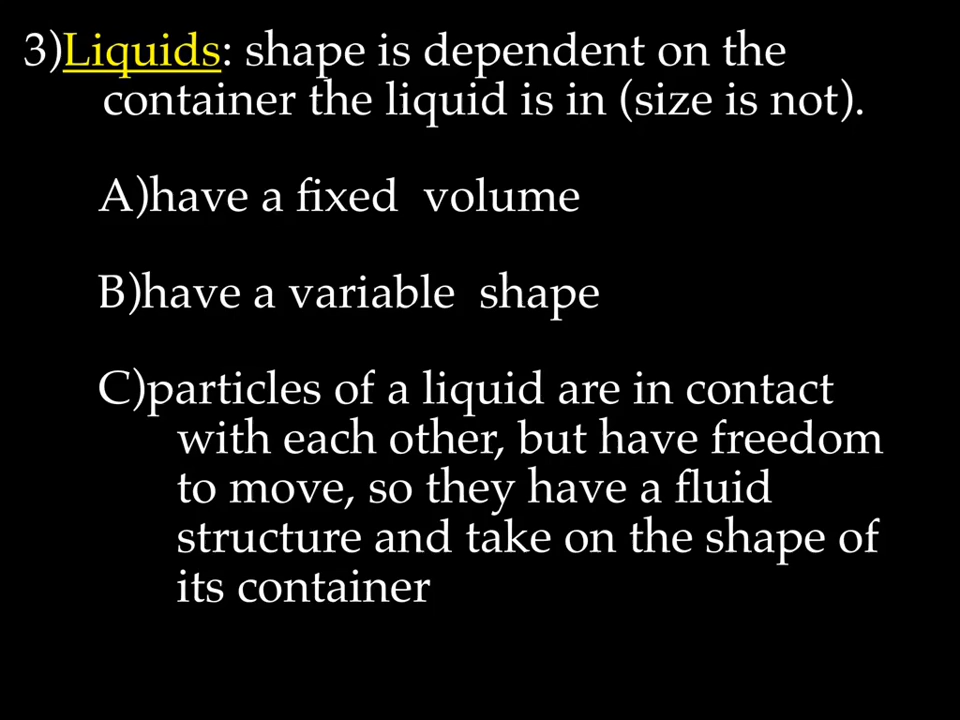 3)Liquids: shape is dependent on the
container the liquid is in (size is not).
A)have a fixed volume
B)have a variable shape
C)particles of a liquid are in contact
with each other, but have freedom
to move, so they have a fluid
structure and take on the shape of
its container